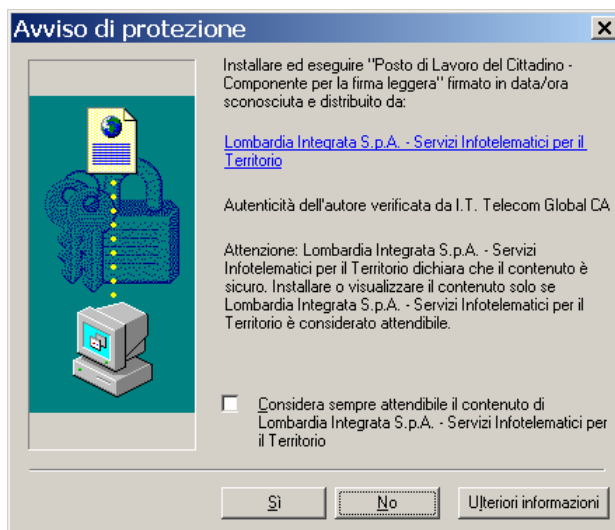 Avviso di protezione
Installare ed eseguire "Posto di Lavoro del Cittadino -
Componente per la firma leggera" firmato in data/ora
sconosciuta e distribuito da:
Lombardia Integrata S.p.A. - Servizi Infotelematici per il
Territorio
Autenticità dell'autore verificata da I.T. Telecom Global CA
Attenzione: Lombardia Integrata S.p.A. - Servizi
Infotelematici per il Territorio dichiara che il contenuto è
sicuro. Installare o visualizzare il contenuto solo se
Lombardia Integrata S.p.A. - Servizi Infotelematici per il
Territorio è considerato attendibile.
Considera sempre attendibile il contenuto di
Lombardia Integrata S.p.A. - Servizi Infotelematici per
il Territorio
Sì No Ulteriori informazioni